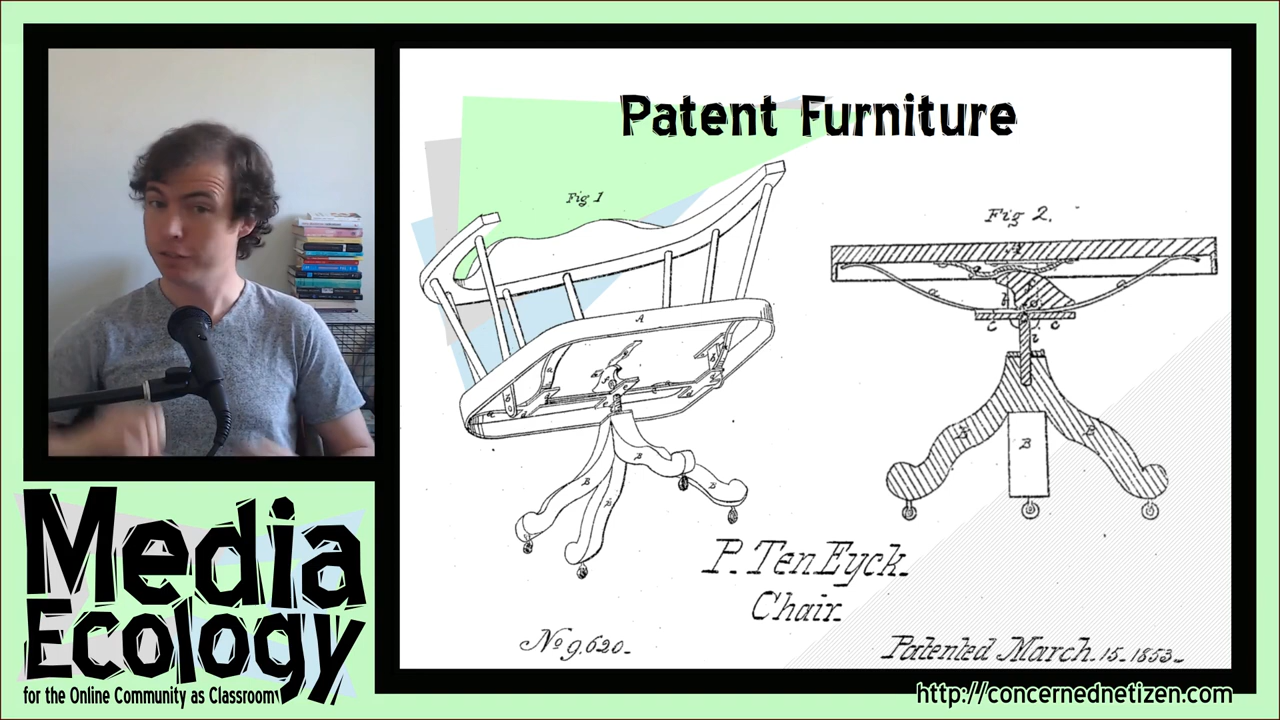 Patent Furniture
Fig 1
Fig 2.
A
B
B
B
B
B
B
B
P. Ten Eyck.
Chair.
No 9,620.
Patented March. 15. 1853.
Media
Ecology
for the Online Community as Classroom
http://concernednetizen.com